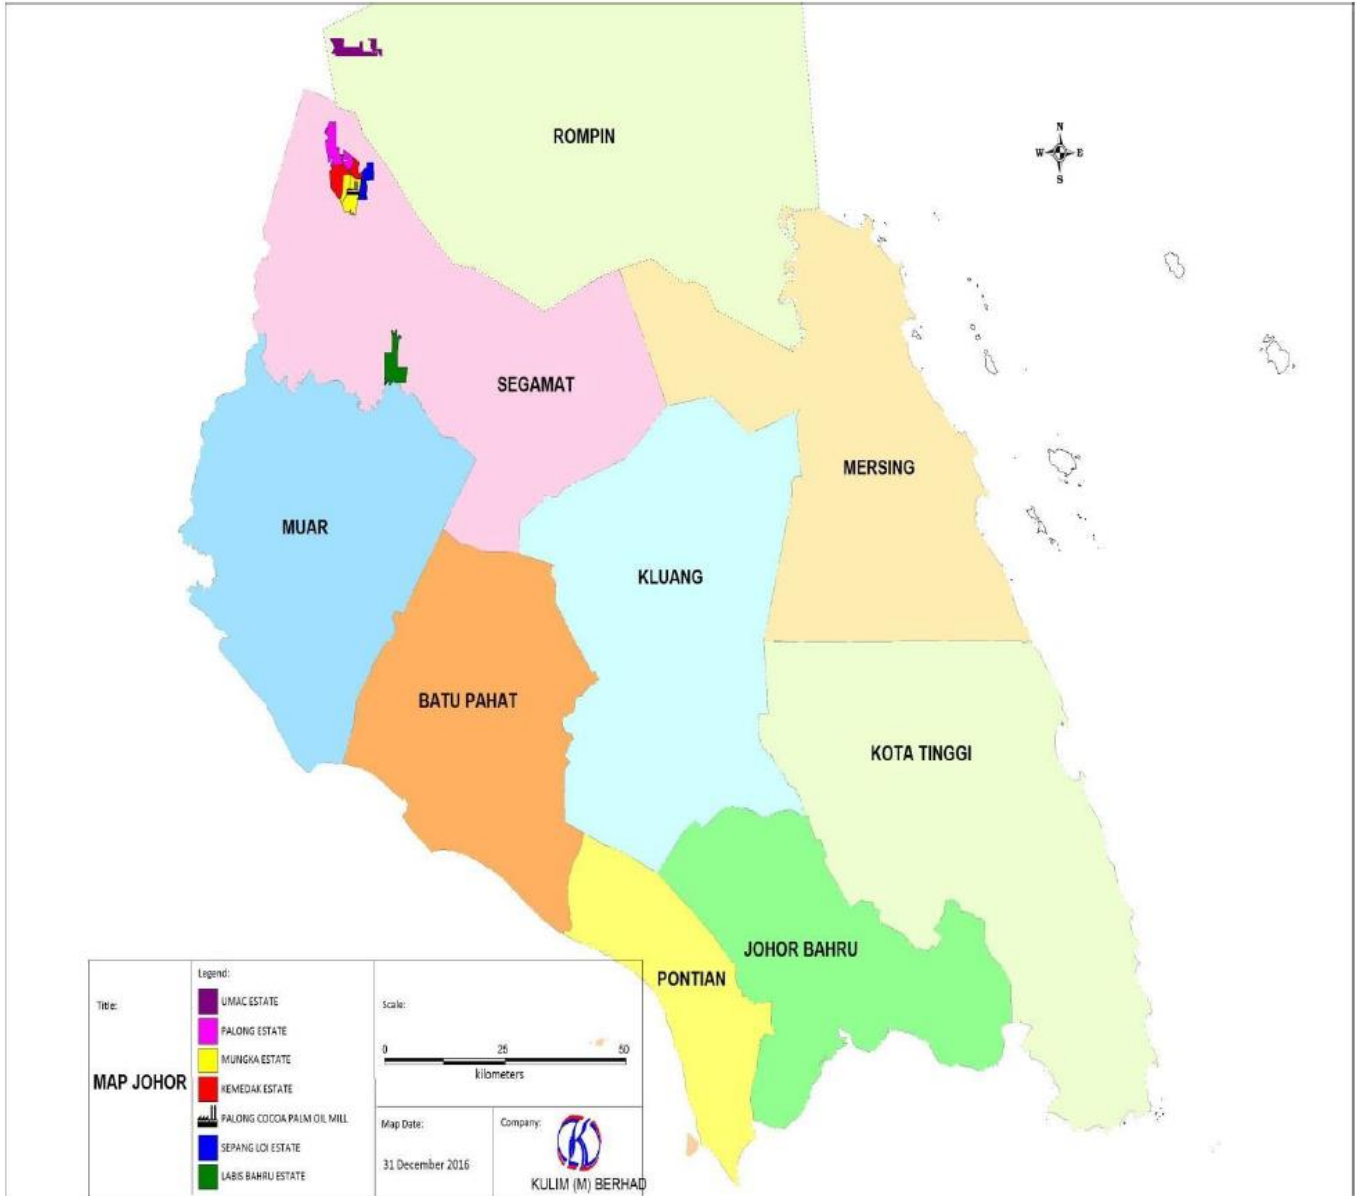 ROMPIN
N
W E
S
SEGAMAT
MERSING
MUAR
KLUANG
BATU PAHAT
KOTA TINGGI
JOHOR BAHRU
PONTIAN
Title:
MAP JOHOR
Legend:
UMAC ESTATE
PALONG ESTATE
MUNGKA ESTATE
KEMEDAK ESTATE
PALONG COCOA PALM OIL MILL
SEPANG LOI ESTATE
LABIS BAHRU ESTATE
Scale:
0 25 50
kilometers
Map Date:
31 December 2016
Company:
K
KULIM (M) BERHAD